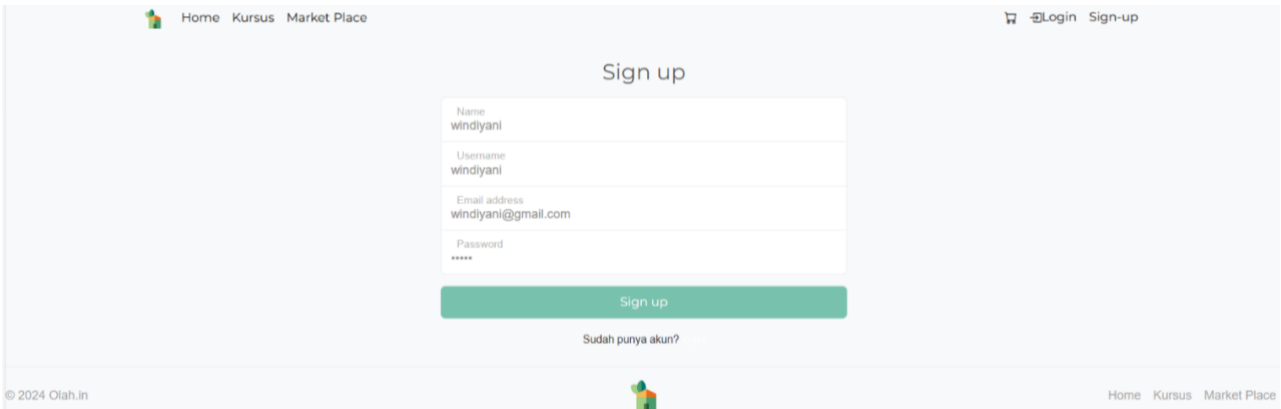 Home Kursus Market Place Login Sign-up
Sign up
Name
windiyani
Username
windiyani
Email address
windiyani@gmail.com
Password
•••••
Sign up
Sudah punya akun?
© 2024 Olah.in Home Kursus Market Place